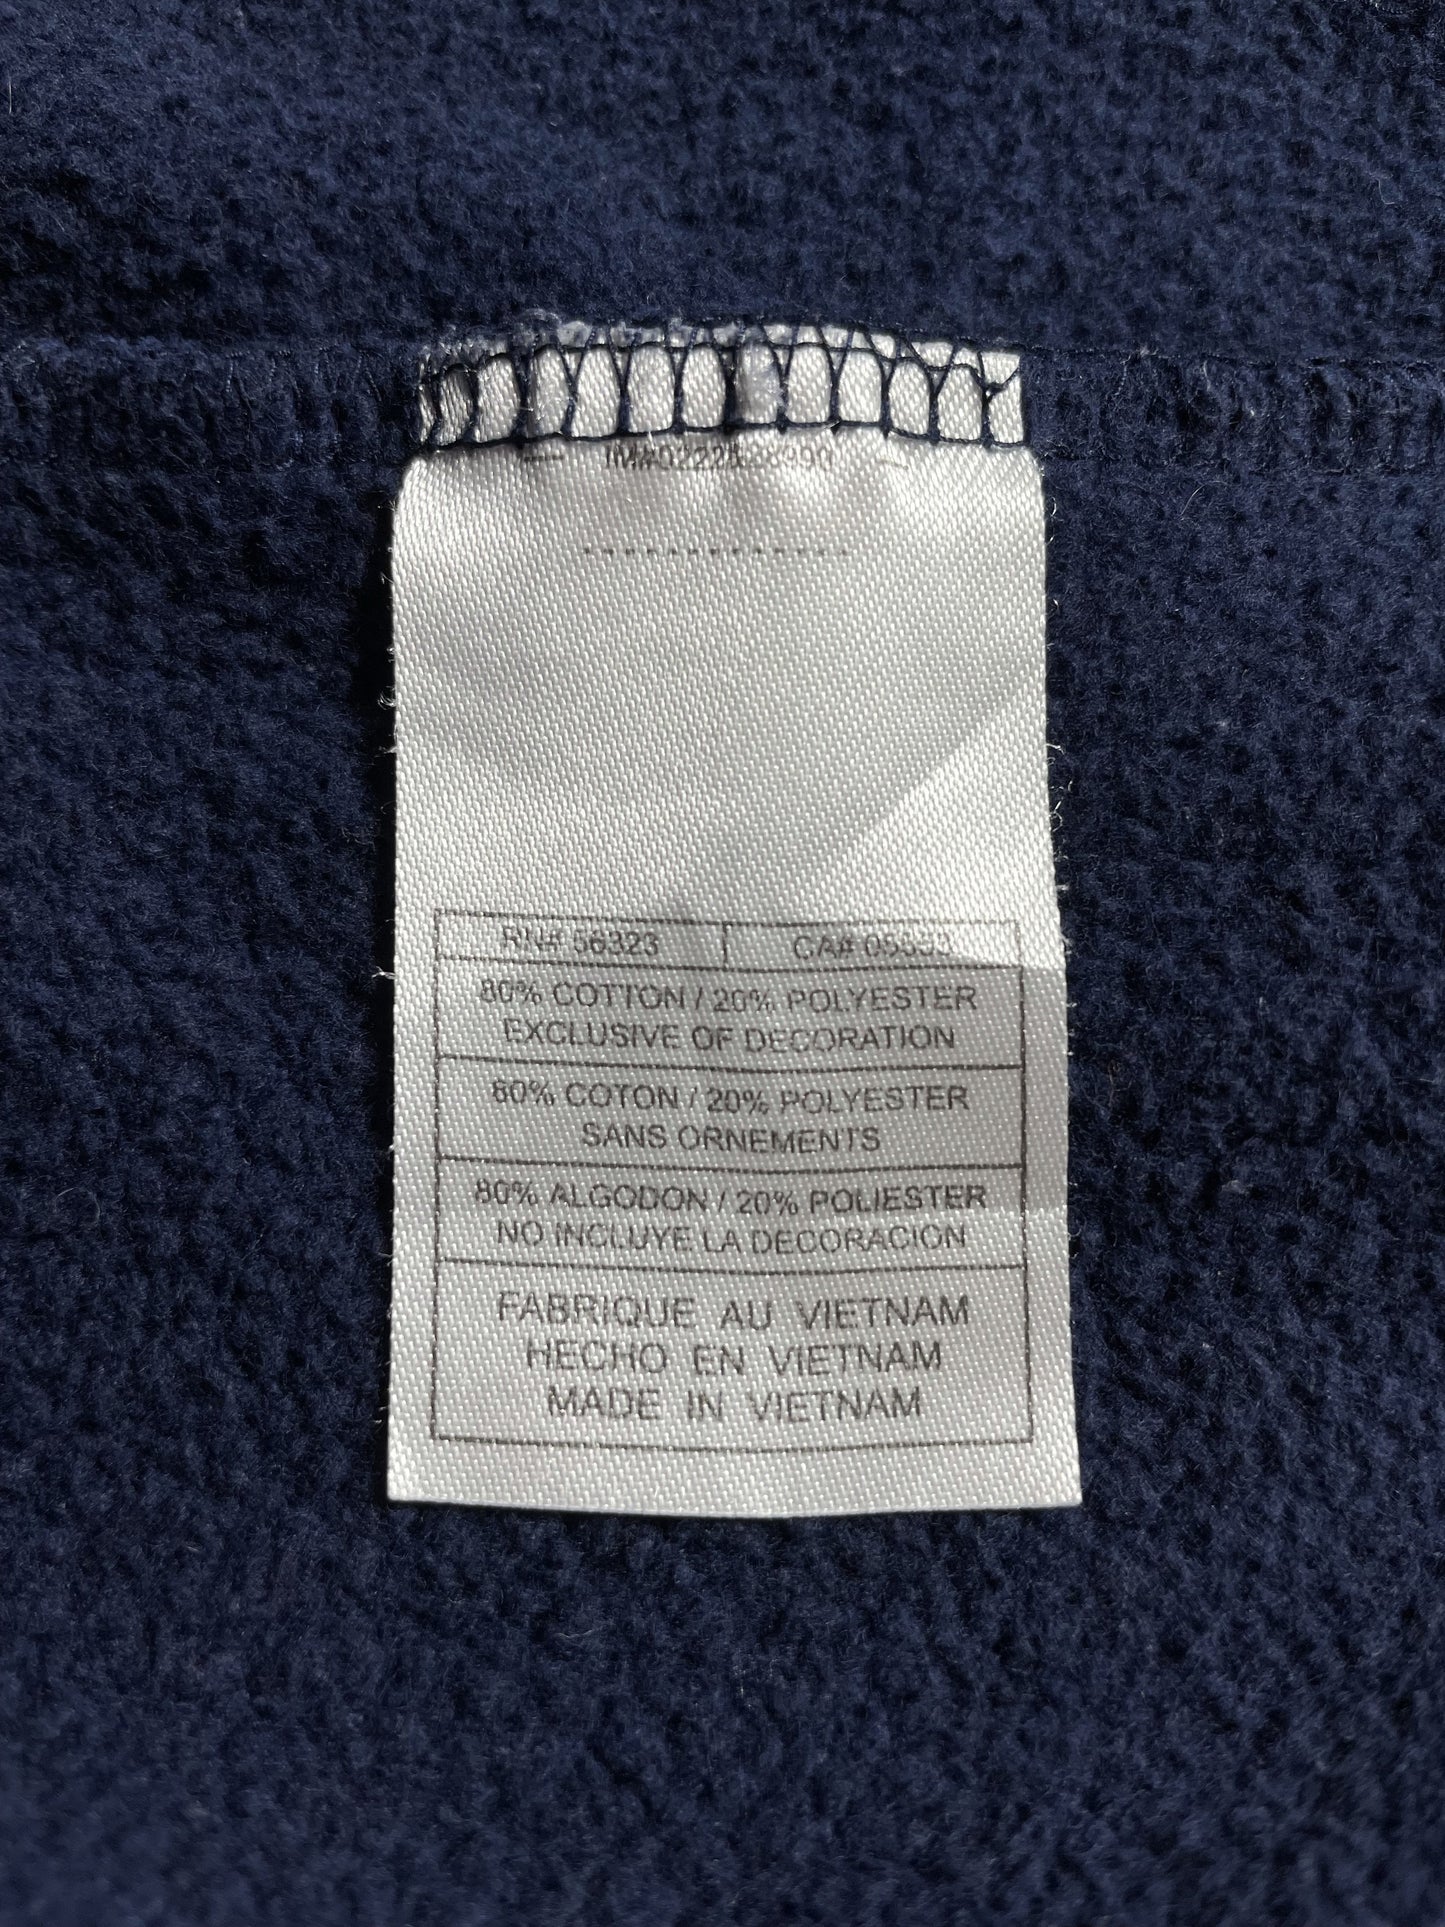 RN# 56323 CA# 05553
80% COTTON / 20% POLYESTER
EXCLUSIVE OF DECORATION
80% COTON / 20% POLYESTER
SANS ORNEMENTS
80% ALGODON / 20% POLIESTER
NO INCLUYE LA DECORACION
FABRIQUE AU VIETNAM
HECHO EN VIETNAM
MADE IN VIETNAM